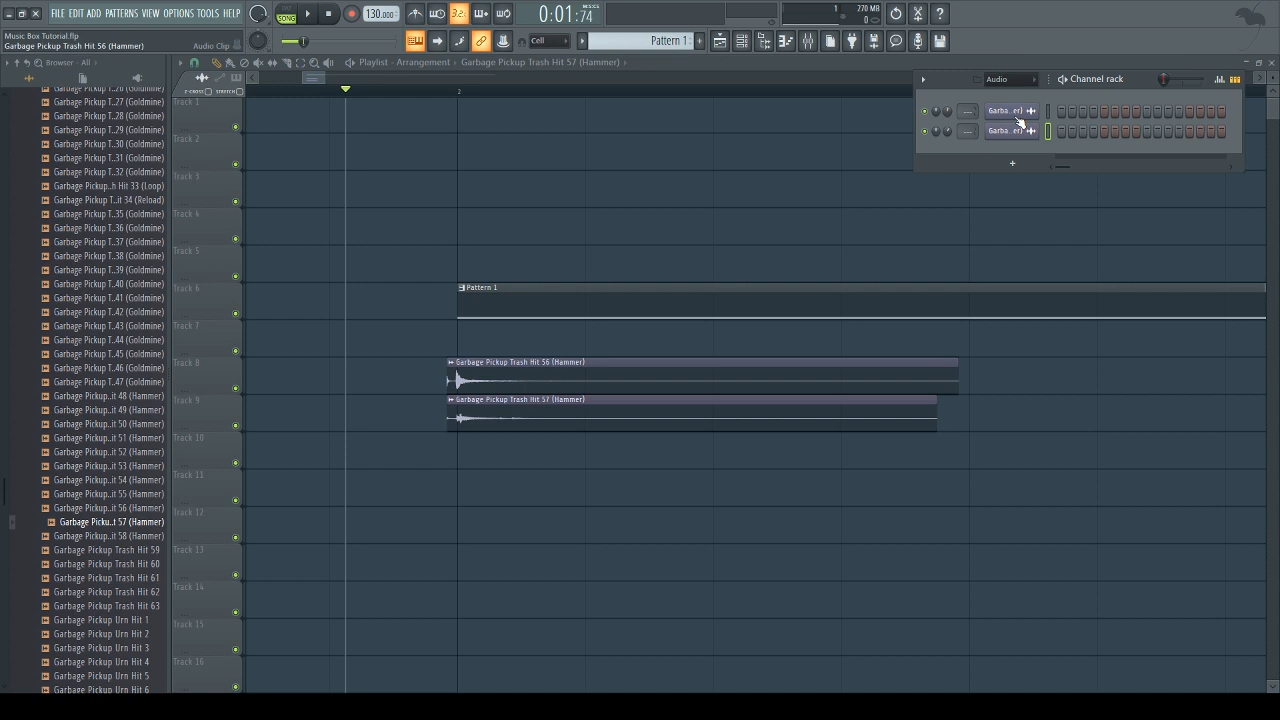 FILE EDIT ADD PATTERNS VIEW OPTIONS TOOLS HELP
SONG
130.000
0:01:74
M:S:CS
1
270 MB
0
Music Box Tutorial.flp
Garbage Pickup Trash Hit 56 (Hammer)
Audio Clip
3.2
Cell
Pattern 1
Browser - All
Playlist - Arrangement › Garbage Pickup Trash Hit 57 (Hammer) ›
Z-CROSS
STRETCH
2
Audio
Channel rack
Garba..er)
Garba..er)
+
Garbage Pickup T..26 (Goldmine)
Garbage Pickup T..27 (Goldmine)
Garbage Pickup T..28 (Goldmine)
Garbage Pickup T..29 (Goldmine)
Garbage Pickup T..30 (Goldmine)
Garbage Pickup T..31 (Goldmine)
Garbage Pickup T..32 (Goldmine)
Garbage Pickup..h Hit 33 (Loop)
Garbage Pickup T..it 34 (Reload)
Garbage Pickup T..35 (Goldmine)
Garbage Pickup T..36 (Goldmine)
Garbage Pickup T..37 (Goldmine)
Garbage Pickup T..38 (Goldmine)
Garbage Pickup T..39 (Goldmine)
Garbage Pickup T..40 (Goldmine)
Garbage Pickup T..41 (Goldmine)
Garbage Pickup T..42 (Goldmine)
Garbage Pickup T..43 (Goldmine)
Garbage Pickup T..44 (Goldmine)
Garbage Pickup T..45 (Goldmine)
Garbage Pickup T..46 (Goldmine)
Garbage Pickup T..47 (Goldmine)
Garbage Pickup..it 48 (Hammer)
Garbage Pickup..it 49 (Hammer)
Garbage Pickup..it 50 (Hammer)
Garbage Pickup..it 51 (Hammer)
Garbage Pickup..it 52 (Hammer)
Garbage Pickup..it 53 (Hammer)
Garbage Pickup..it 54 (Hammer)
Garbage Pickup..it 55 (Hammer)
Garbage Pickup..it 56 (Hammer)
Garbage Picku..t 57 (Hammer)
Garbage Pickup..it 58 (Hammer)
Garbage Pickup Trash Hit 59
Garbage Pickup Trash Hit 60
Garbage Pickup Trash Hit 61
Garbage Pickup Trash Hit 62
Garbage Pickup Trash Hit 63
Garbage Pickup Urn Hit 1
Garbage Pickup Urn Hit 2
Garbage Pickup Urn Hit 3
Garbage Pickup Urn Hit 4
Garbage Pickup Urn Hit 5
Garbage Pickup Urn Hit 6
Track 1
Track 2
Track 3
Track 4
Track 5
Track 6
Pattern 1
Track 7
Track 8
Garbage Pickup Trash Hit 56 (Hammer)
Track 9
Garbage Pickup Trash Hit 57 (Hammer)
Track 10
Track 11
Track 12
Track 13
Track 14
Track 15
Track 16